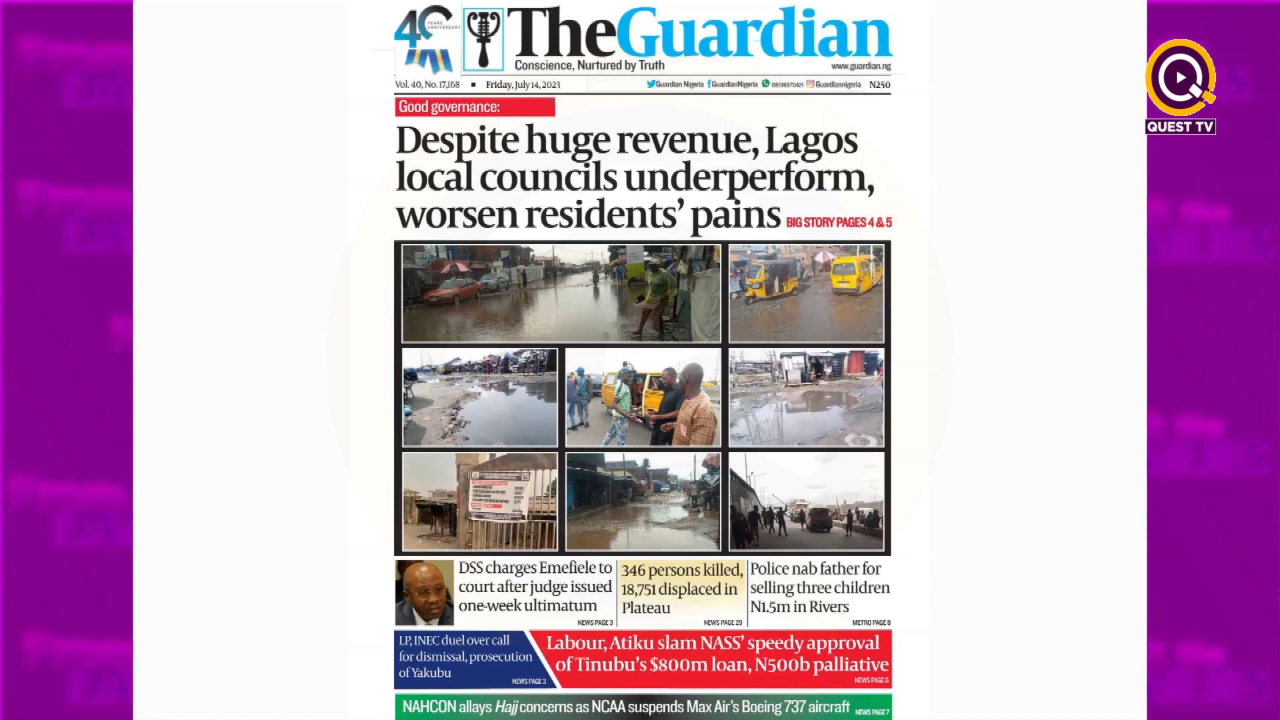 40 YEARS ANNIVERSARY
TheGuardian
Conscience, Nurtured by Truth
www.guardian.ng
Vol. 40, No. 17,168 ■ Friday, July 14, 2023
Guardian Nigeria GuardianNigeria Guardiannigeria N250
QUEST TV
Good governance:
Despite huge revenue, Lagos
local councils underperform,
worsen residents' pains BIG STORY PAGES 4 & 5
DSS charges Emefiele to
court after judge issued
one-week ultimatum
NEWS PAGE 3
346 persons killed,
18,751 displaced in
Plateau
NEWS PAGE 29
Police nab father for
selling three children
N1.5m in Rivers
METRO PAGE 8
LP, INEC duel over call
for dismissal, prosecution
of Yakubu
NEWS PAGE 3
Labour, Atiku slam NASS' speedy approval
of Tinubu's $800m loan, N500b palliative
NEWS PAGE 6
NAHCON allays Hajj concerns as NCAA suspends Max Air's Boeing 737 aircraft NEWS PAGE 7